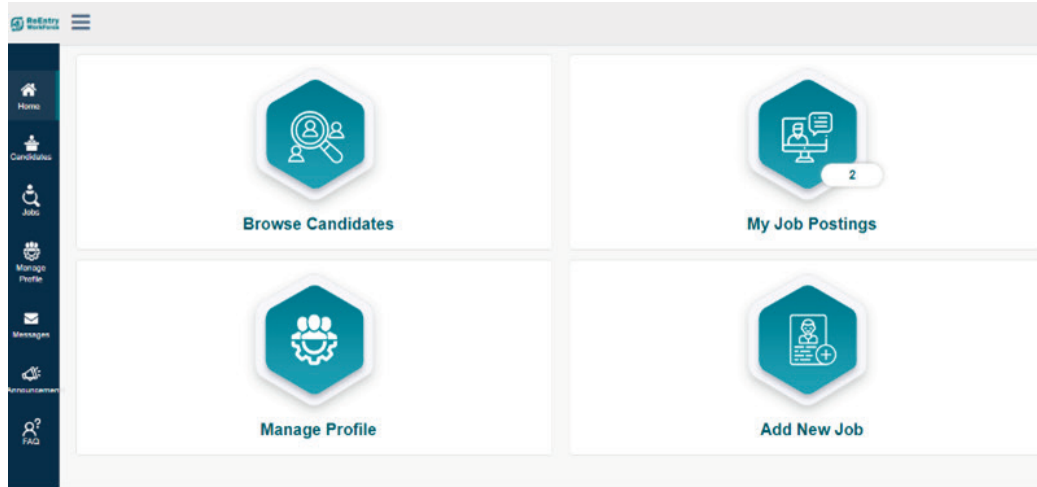 ReEntry
WorkForce
Home
Candidates
Jobs
Manage
Profile
Messages
Announcemen
FAQ
Browse Candidates
2
My Job Postings
Manage Profile
Add New Job